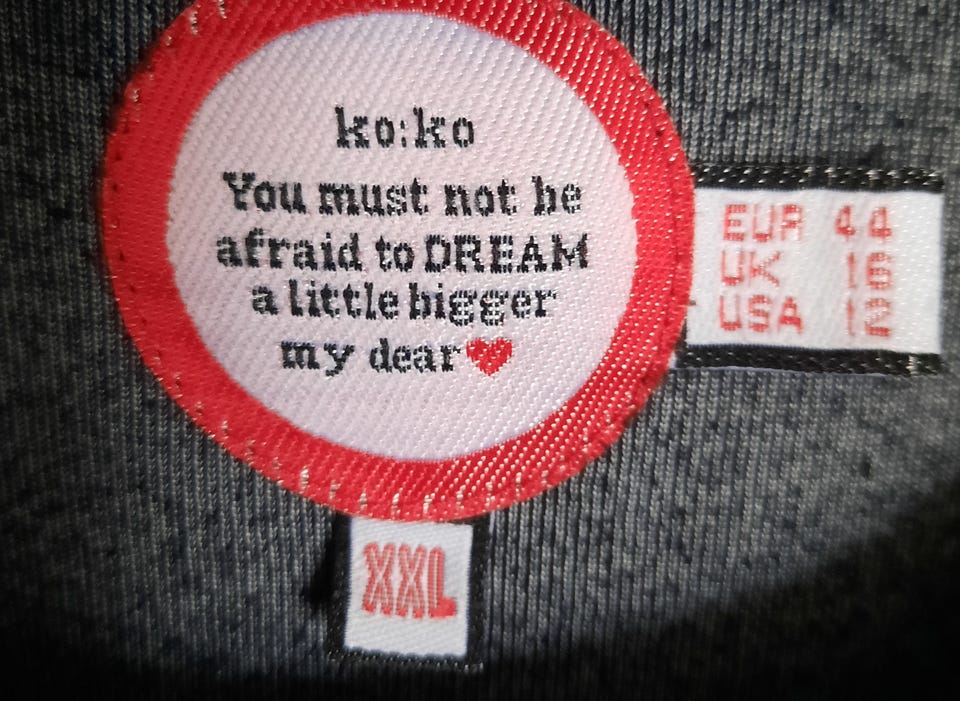 ko:ko
You must not be
afraid to DREAM
a little bigger
my dear
EUR 44
UK 16
USA 12
XXL